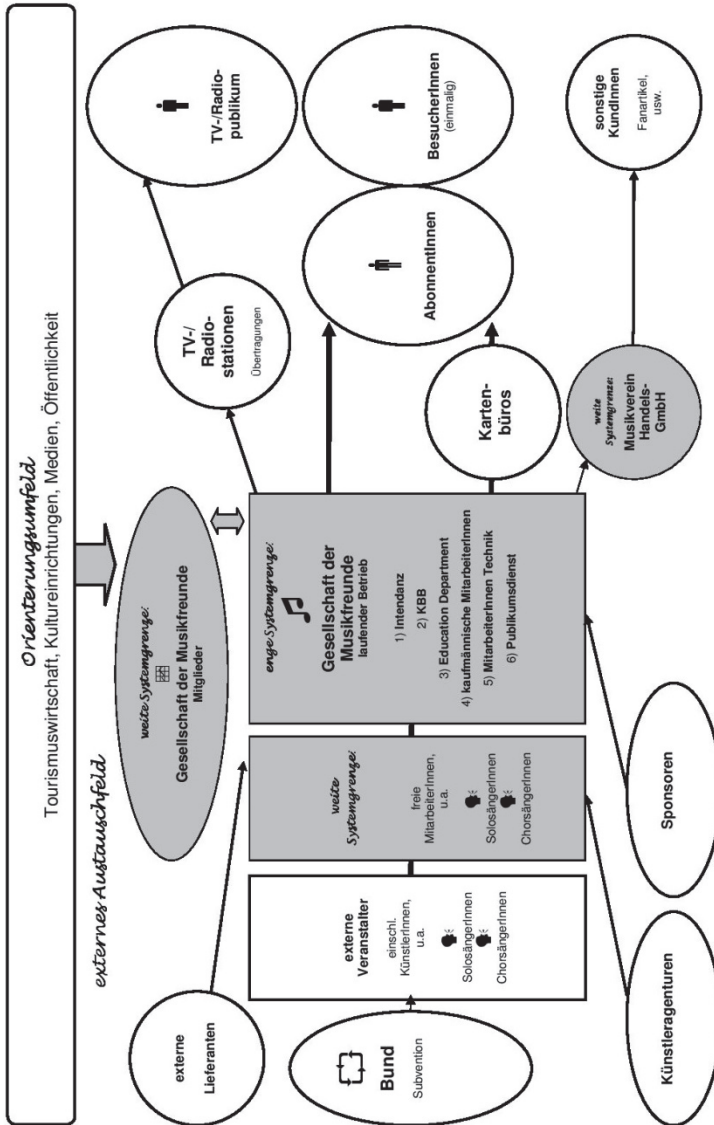 Orienterungsumfeld
Tourismuswirtschaft, Kultureinrichtungen, Medien, Öffentlichkeit
externes Austauschfeld
weite Systemgrenze:
Gesellschaft der Musikfreunde
Mitglieder
externe
Lieferanten
Bund
Subvention
externe
Veranstalter
einschl.
KünstlerInnen,
u.a.
SolosängerInnen
ChorsängerInnen
weite
Systemgrenze:
freie
MitarbeiterInnen,
u.a.
SolosängerInnen
ChorsängerInnen
enge Systemgrenze:
Gesellschaft der
Musikfreunde
laufender Betrieb
1) Intendanz
2) KBB
3) Education Department
4) kaufmännische MitarbeiterInnen
5) MitarbeiterInnen Technik
6) Publikumsdienst
TV-/
Radio-
stationen
Übertragungen
TV-/Radio-
publikum
AbonnentInnen
BesucherInnen
(einmalig)
Karten-
büros
weite
Systemgrenze:
Musikverein
Handels-
GmbH
sonstige
KundInnen
Fanartikel,
usw.
Künstleragenturen
Sponsoren